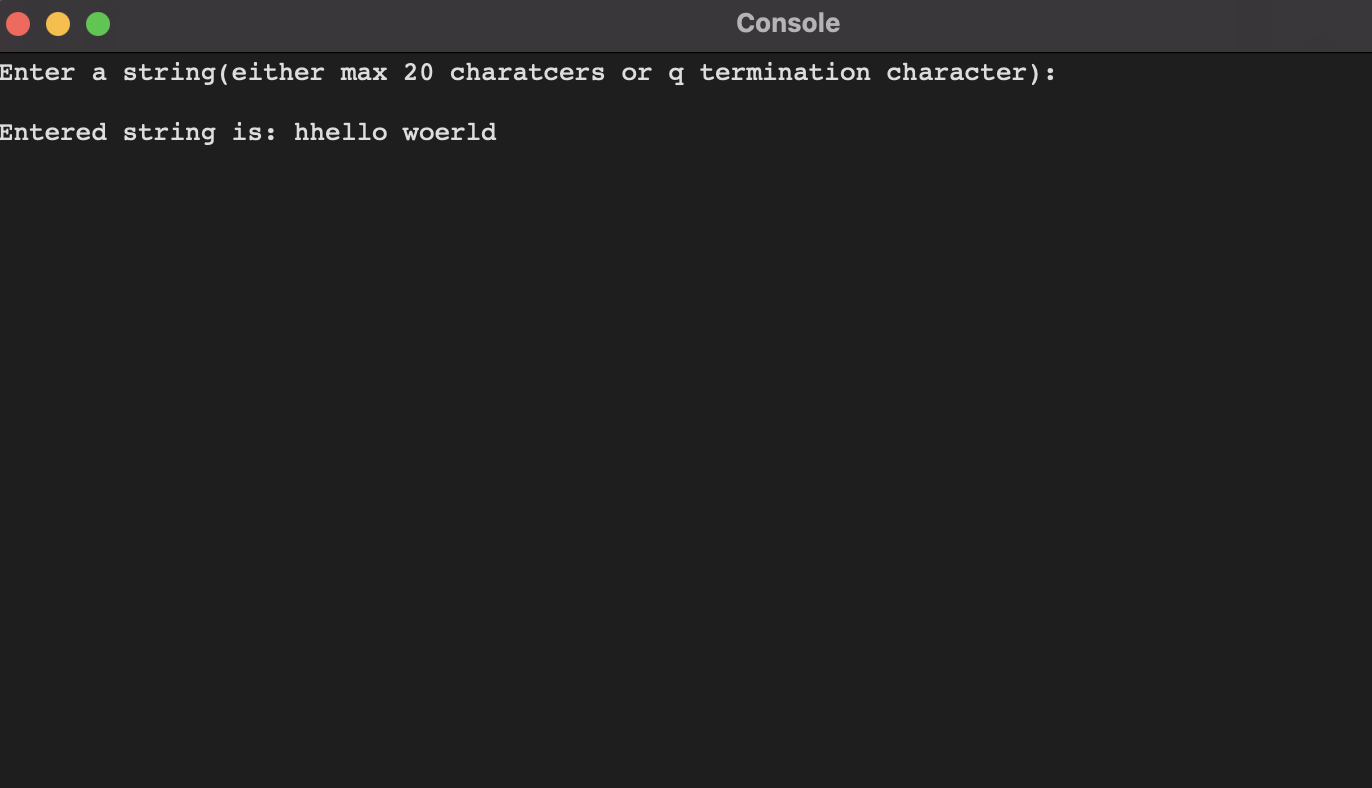 Console
Enter a string(either max 20 charatcers or q termination character):
Entered string is: hhello woerld